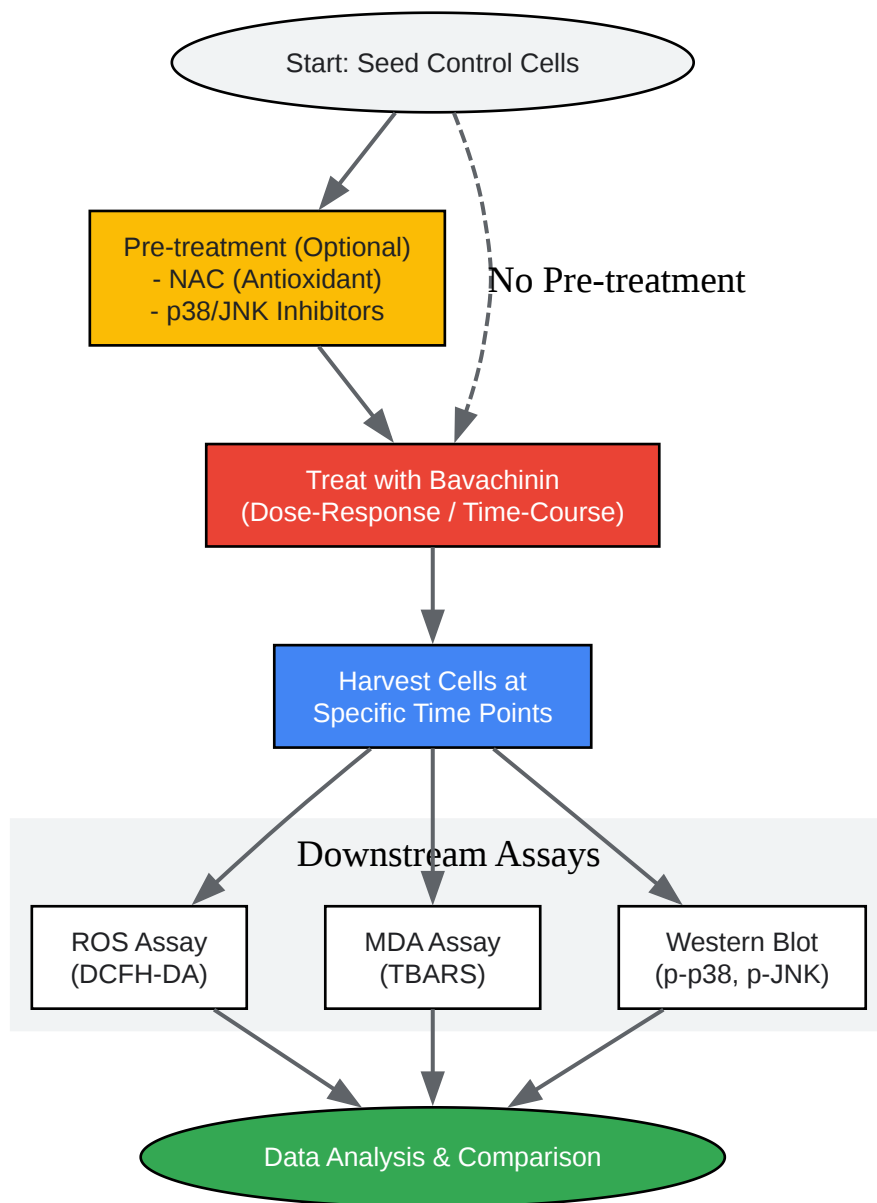 Start: Seed Control Cells
Pre-treatment (Optional)
- NAC (Antioxidant)
- p38/JNK Inhibitors
No Pre-treatment
Treat with Bavachinin
(Dose-Response / Time-Course)
Harvest Cells at
Specific Time Points
Downstream Assays
ROS Assay
(DCFH-DA)
MDA Assay
(TBARS)
Western Blot
(p-p38, p-JNK)
Data Analysis & Comparison